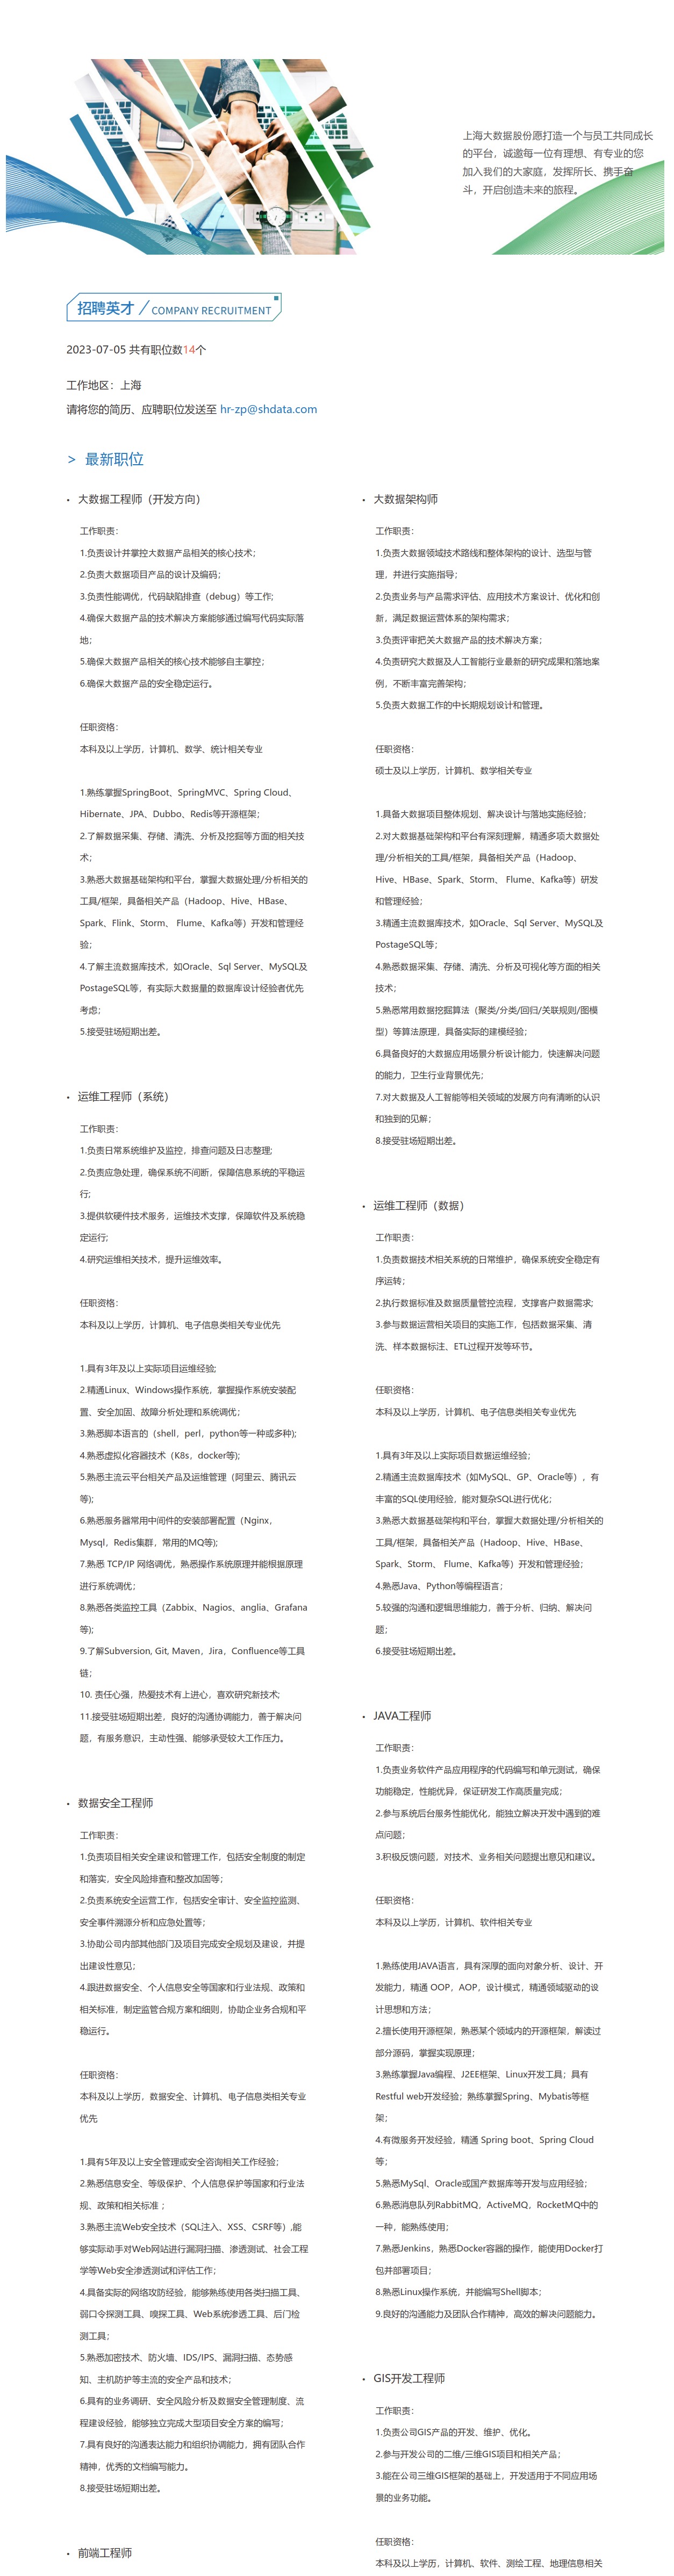 上海大数据股份愿打造一个与员工共同成长
的平台，诚邀每一位有理想、有专业的您
加入我们的大家庭，发挥所长、携手奋
斗，开启创造未来的旅程。
招聘英才 / COMPANY RECRUITMENT
2023-07-05 共有职位数14个
工作地区：上海
请将您的简历、应聘职位发送至 hr-zp@shdata.com
> 最新职位
• 大数据工程师（开发方向）
工作职责：
1.负责设计并掌控大数据产品相关的核心技术；
2.负责大数据项目产品的设计及编码；
3.负责性能调优，代码缺陷排查（debug）等工作;
4.确保大数据产品的技术解决方案能够通过编写代码实际落
地；
5.确保大数据产品相关的核心技术能够自主掌控；
6.确保大数据产品的安全稳定运行。
任职资格：
本科及以上学历，计算机、数学、统计相关专业
1.熟练掌握SpringBoot、SpringMVC、Spring Cloud、
Hibernate、JPA、Dubbo、Redis等开源框架；
2.了解数据采集、存储、清洗、分析及挖掘等方面的相关技
术；
3.熟悉大数据基础架构和平台，掌握大数据处理/分析相关的
工具/框架，具备相关产品（Hadoop、Hive、HBase、
Spark、Flink、Storm、 Flume、Kafka等）开发和管理经
验；
4.了解主流数据库技术，如Oracle、Sql Server、MySQL及
PostageSQL等，有实际大数据量的数据库设计经验者优先
考虑；
5.接受驻场短期出差。
• 运维工程师（系统）
工作职责：
1.负责日常系统维护及监控，排查问题及日志整理;
2.负责应急处理，确保系统不间断，保障信息系统的平稳运
行;
3.提供软硬件技术服务，运维技术支撑，保障软件及系统稳
定运行;
4.研究运维相关技术，提升运维效率。
任职资格：
本科及以上学历，计算机、电子信息类相关专业优先
1.具有3年及以上实际项目运维经验;
2.精通Linux、Windows操作系统，掌握操作系统安装配
置、安全加固、故障分析处理和系统调优；
3.熟悉脚本语言的（shell，perl，python等一种或多种);
4.熟悉虚拟化容器技术（K8s，docker等);
5.熟悉主流云平台相关产品及运维管理（阿里云、腾讯云
等);
6.熟悉服务器常用中间件的安装部署配置（Nginx，
Mysql，Redis集群，常用的MQ等);
7.熟悉 TCP/IP 网络调优，熟悉操作系统原理并能根据原理
进行系统调优；
8.熟悉各类监控工具（Zabbix、Nagios、anglia、Grafana
等);
9.了解Subversion, Git, Maven，Jira，Confluence等工具
链；
10. 责任心强，热爱技术有上进心，喜欢研究新技术;
11.接受驻场短期出差，良好的沟通协调能力，善于解决问
题，有服务意识，主动性强、能够承受较大工作压力。
• 数据安全工程师
工作职责：
1.负责项目相关安全建设和管理工作，包括安全制度的制定
和落实，安全风险排查和整改加固等；
2.负责系统安全运营工作，包括安全审计、安全监控监测、
安全事件溯源分析和应急处置等；
3.协助公司内部其他部门及项目完成安全规划及建设，并提
出建设性意见；
4.跟进数据安全、个人信息安全等国家和行业法规、政策和
相关标准，制定监管合规方案和细则，协助企业务合规和平
稳运行。
任职资格：
本科及以上学历，数据安全、计算机、电子信息类相关专业
优先
1.具有5年及以上安全管理或安全咨询相关工作经验；
2.熟悉信息安全、等级保护、个人信息保护等国家和行业法
规、政策和相关标准 ；
3.熟悉主流Web安全技术（SQL注入、XSS、CSRF等）,能
够实际动手对Web网站进行漏洞扫描、渗透测试、社会工程
学等Web安全渗透测试和评估工作；
4.具备实际的网络攻防经验，能够熟练使用各类扫描工具、
弱口令探测工具、嗅探工具、Web系统渗透工具、后门检
测工具；
5.熟悉加密技术、防火墙、IDS/IPS、漏洞扫描、态势感
知、主机防护等主流的安全产品和技术；
6.具有的业务调研、安全风险分析及数据安全管理制度、流
程建设经验，能够独立完成大型项目安全方案的编写；
7.具有良好的沟通表达能力和组织协调能力，拥有团队合作
精神，优秀的文档编写能力。
8.接受驻场短期出差。
• 前端工程师
• 大数据架构师
工作职责：
1.负责大数据领域技术路线和整体架构的设计、选型与管
理，并进行实施指导；
2.负责业务与产品需求评估、应用技术方案设计、优化和创
新，满足数据运营体系的架构需求；
3.负责评审把关大数据产品的技术解决方案；
4.负责研究大数据及人工智能行业最新的研究成果和落地案
例，不断丰富完善架构；
5.负责大数据工作的中长期规划设计和管理。
任职资格：
硕士及以上学历，计算机、数学相关专业
1.具备大数据项目整体规划、解决设计与落地实施经验；
2.对大数据基础架构和平台有深刻理解，精通多项大数据处
理/分析相关的工具/框架，具备相关产品（Hadoop、
Hive、HBase、Spark、Storm、 Flume、Kafka等）研发
和管理经验；
3.精通主流数据库技术，如Oracle、Sql Server、MySQL及
PostageSQL等；
4.熟悉数据采集、存储、清洗、分析及可视化等方面的相关
技术；
5.熟悉常用数据挖掘算法（聚类/分类/回归/关联规则/图模
型）等算法原理，具备实际的建模经验；
6.具备良好的大数据应用场景分析设计能力，快速解决问题
的能力，卫生行业背景优先；
7.对大数据及人工智能等相关领域的发展方向有清晰的认识
和独到的见解；
8.接受驻场短期出差。
• 运维工程师（数据）
工作职责：
1.负责数据技术相关系统的日常维护，确保系统安全稳定有
序运转；
2.执行数据标准及数据质量管控流程，支撑客户数据需求;
3.参与数据运营相关项目的实施工作，包括数据采集、清
洗、样本数据标注、ETL过程开发等环节。
任职资格：
本科及以上学历，计算机、电子信息类相关专业优先
1.具有3年及以上实际项目数据运维经验；
2.精通主流数据库技术（如MySQL、GP、Oracle等），有
丰富的SQL使用经验，能对复杂SQL进行优化；
3.熟悉大数据基础架构和平台，掌握大数据处理/分析相关的
工具/框架，具备相关产品（Hadoop、Hive、HBase、
Spark、Storm、 Flume、Kafka等）开发和管理经验；
4.熟悉Java、Python等编程语言；
5.较强的沟通和逻辑思维能力，善于分析、归纳、解决问
题；
6.接受驻场短期出差。
• JAVA工程师
工作职责：
1.负责业务软件产品应用程序的代码编写和单元测试，确保
功能稳定，性能优异，保证研发工作高质量完成；
2.参与系统后台服务性能优化，能独立解决开发中遇到的难
点问题；
3.积极反馈问题，对技术、业务相关问题提出意见和建议。
任职资格：
本科及以上学历，计算机、软件相关专业
1.熟练使用JAVA语言，具有深厚的面向对象分析、设计、开
发能力，精通 OOP，AOP，设计模式，精通领域驱动的设
计思想和方法；
2.擅长使用开源框架，熟悉某个领域内的开源框架，解读过
部分源码，掌握实现原理；
3.熟练掌握Java编程、J2EE框架、Linux开发工具；具有
Restful web开发经验；熟练掌握Spring、Mybatis等框
架；
4.有微服务开发经验，精通 Spring boot、Spring Cloud
等；
5.熟悉MySql、Oracle或国产数据库等开发与应用经验；
6.熟悉消息队列RabbitMQ，ActiveMQ，RocketMQ中的
一种，能熟练使用；
7.熟悉Jenkins，熟悉Docker容器的操作，能使用Docker打
包并部署项目；
8.熟悉Linux操作系统，并能编写Shell脚本；
9.良好的沟通能力及团队合作精神，高效的解决问题能力。
• GIS开发工程师
工作职责：
1.负责公司GIS产品的开发、维护、优化。
2.参与开发公司的二维/三维GIS项目和相关产品；
3.能在公司三维GIS框架的基础上，开发适用于不同应用场
景的业务功能。
任职资格：
本科及以上学历，计算机、软件、测绘工程、地理信息相关